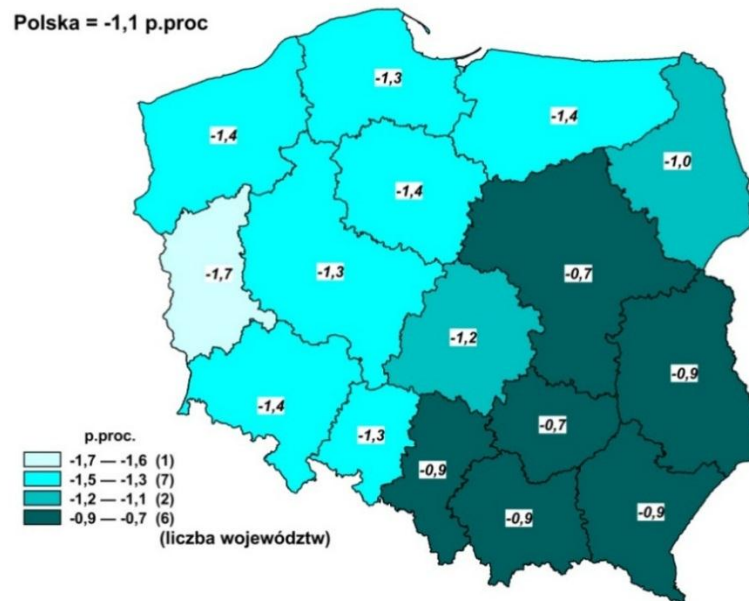 Polska = -1,1 p.proc
-1,3
-1,4
-1,4
-1,0
-1,4
-1,7
-1,3
-0,7
-1,2
-0,9
-1,4
-1,3
-0,7
-0,9
-0,9
-0,9
p.proc.
-1,7 — -1,6 (1)
-1,5 — -1,3 (7)
-1,2 — -1,1 (2)
-0,9 — -0,7 (6)
(liczba województw)